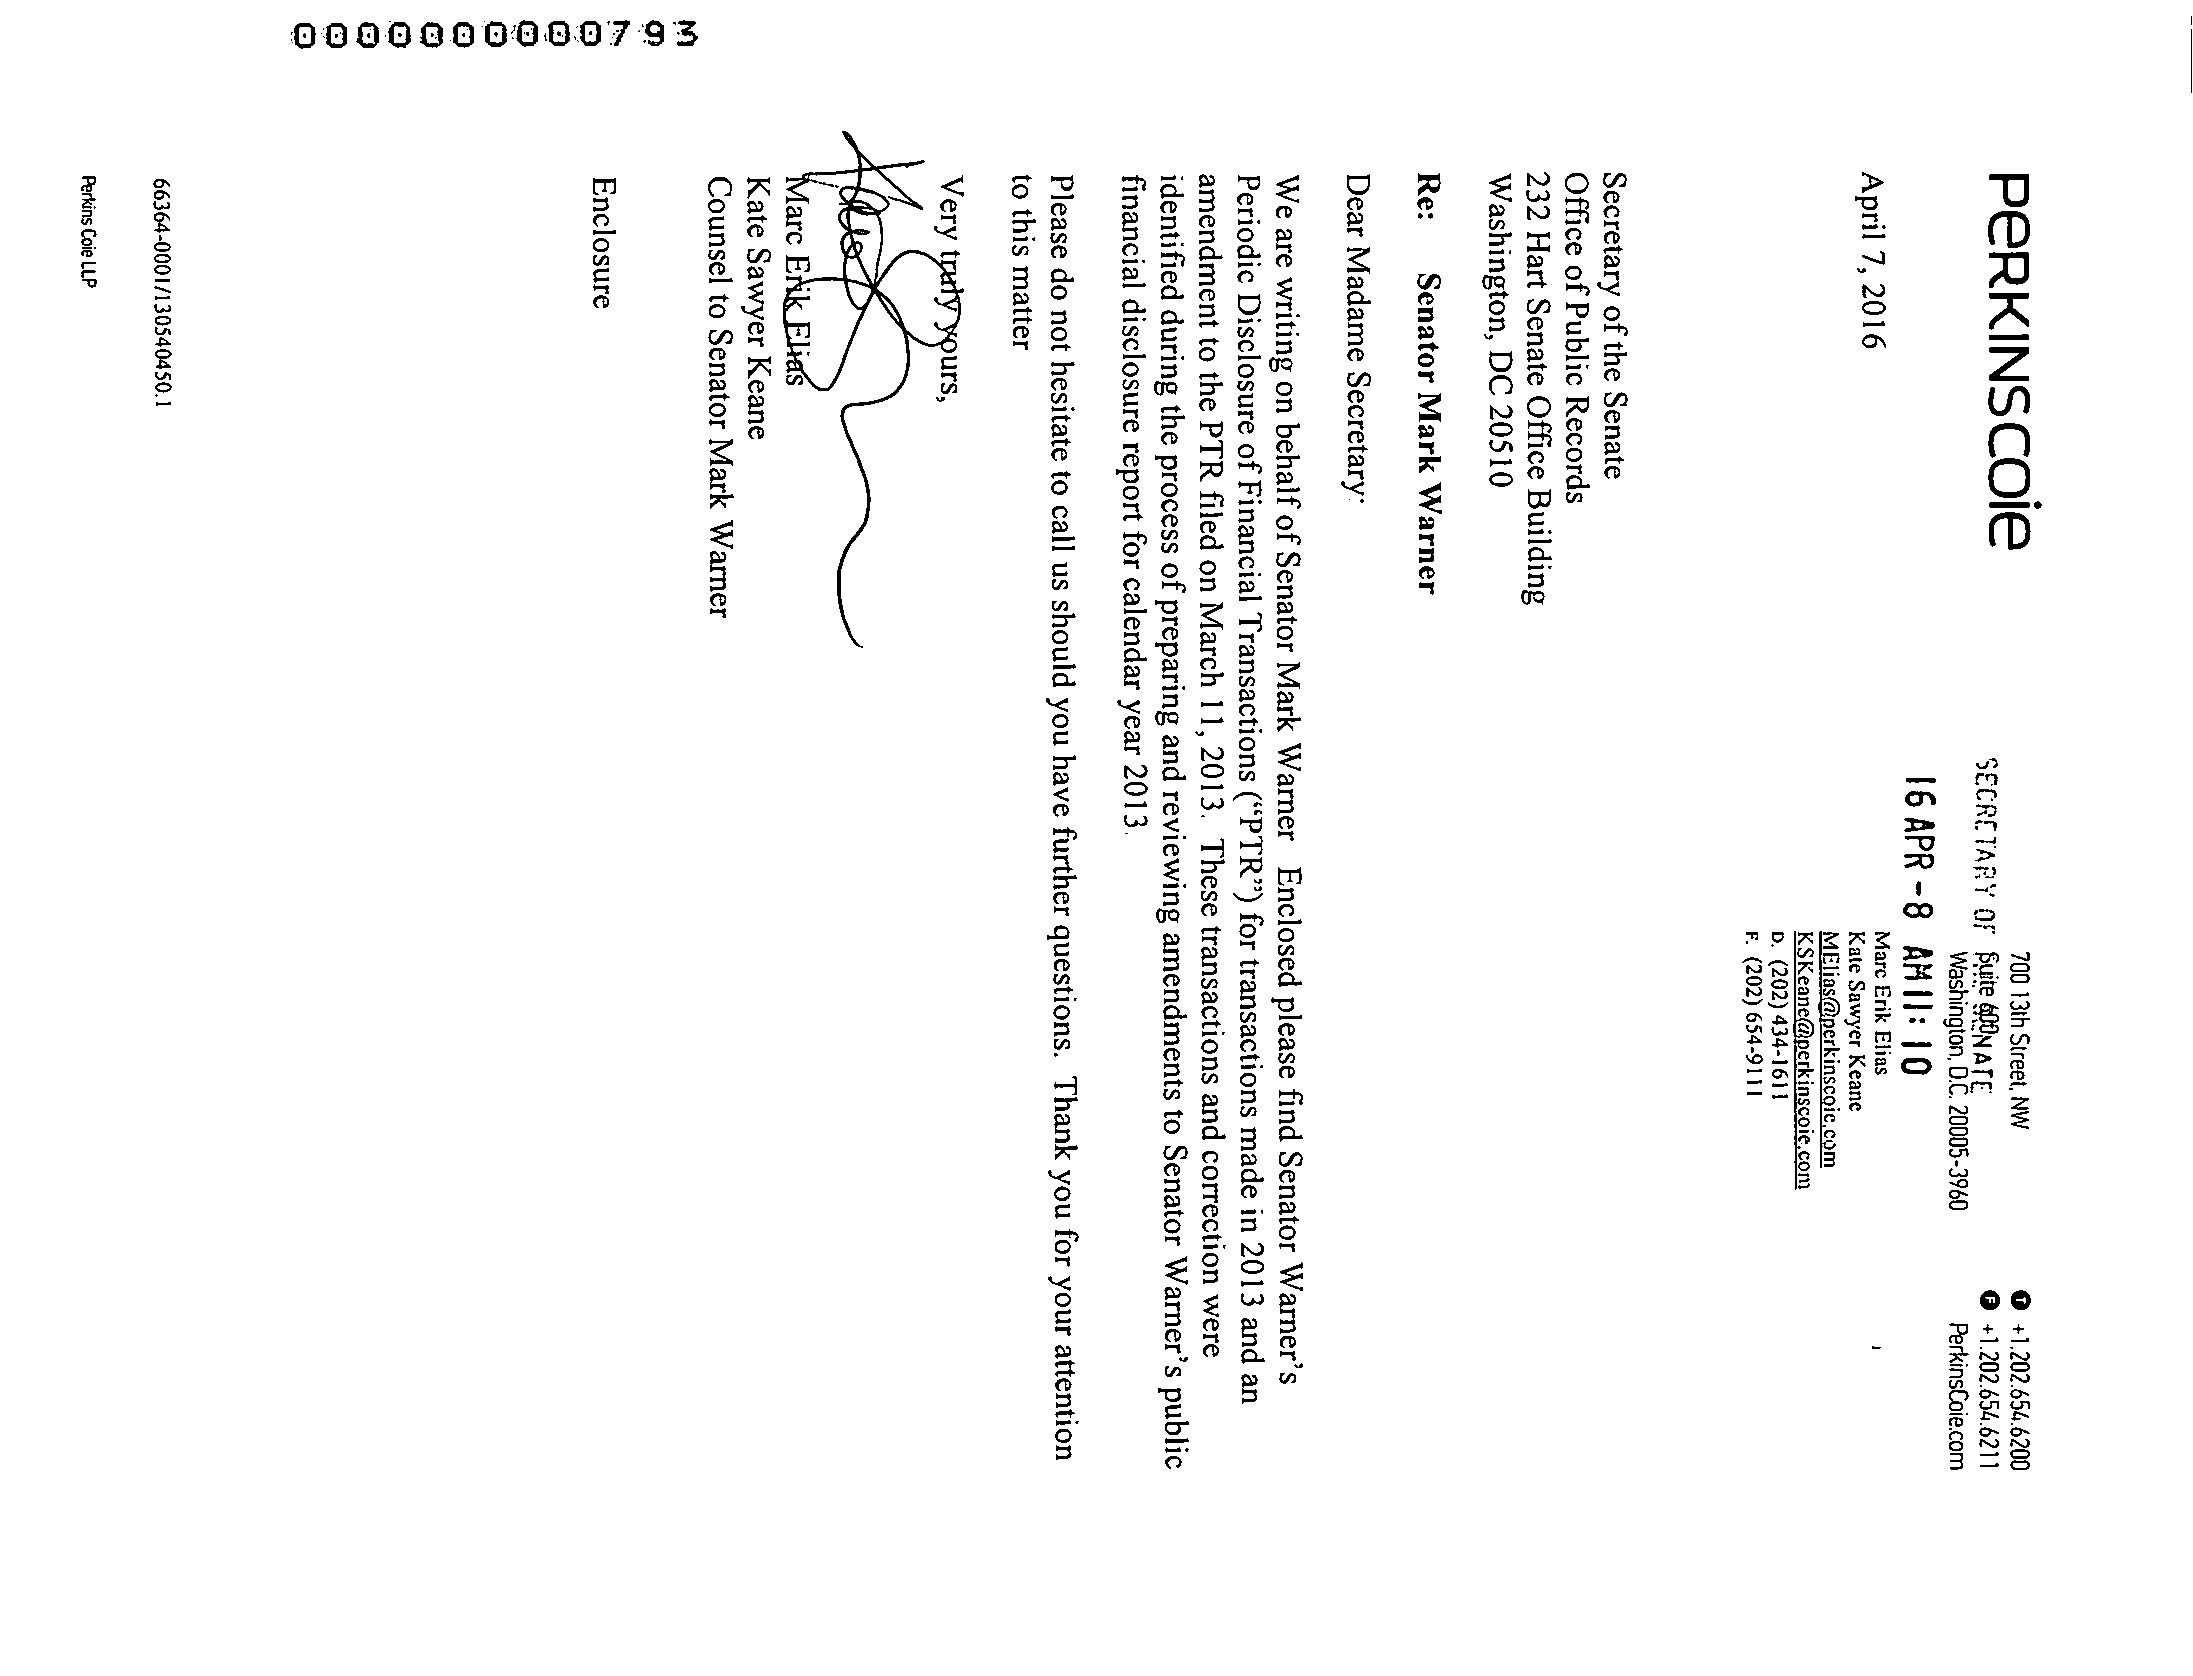 PERKINSCOIE
700 13th Street, NW
Suite 600
Washington, D.C. 20005-3960
+1.202.654.6200
+1.202.654.6211
PerkinsCoie.com
SECRETARY OF
NATE
16 APR -8 AM 11:10
April 7, 2016
Marc Erik Elias
Kate Sawyer Keane
MElias@perkinscoie.com
KSKeane@perkinscoie.com
D. (202) 434-1611
F. (202) 654-9111
Secretary of the Senate
Office of Public Records
232 Hart Senate Office Building
Washington, DC 20510
Re: Senator Mark Warner
Dear Madame Secretary:
We are writing on behalf of Senator Mark Warner Enclosed please find Senator Warner's
Periodic Disclosure of Financial Transactions ("PTR") for transactions made in 2013 and an
amendment to the PTR filed on March 11, 2013. These transactions and correction were
identified during the process of preparing and reviewing amendments to Senator Warner's public
financial disclosure report for calendar year 2013.
Please do not hesitate to call us should you have further questions. Thank you for your attention
to this matter
Very truly yours,
Marc Erik Elias
Kate Sawyer Keane
Counsel to Senator Mark Warner
Enclosure
66364-0001/130540450.1
Perkins Coie LLP
0000000000793